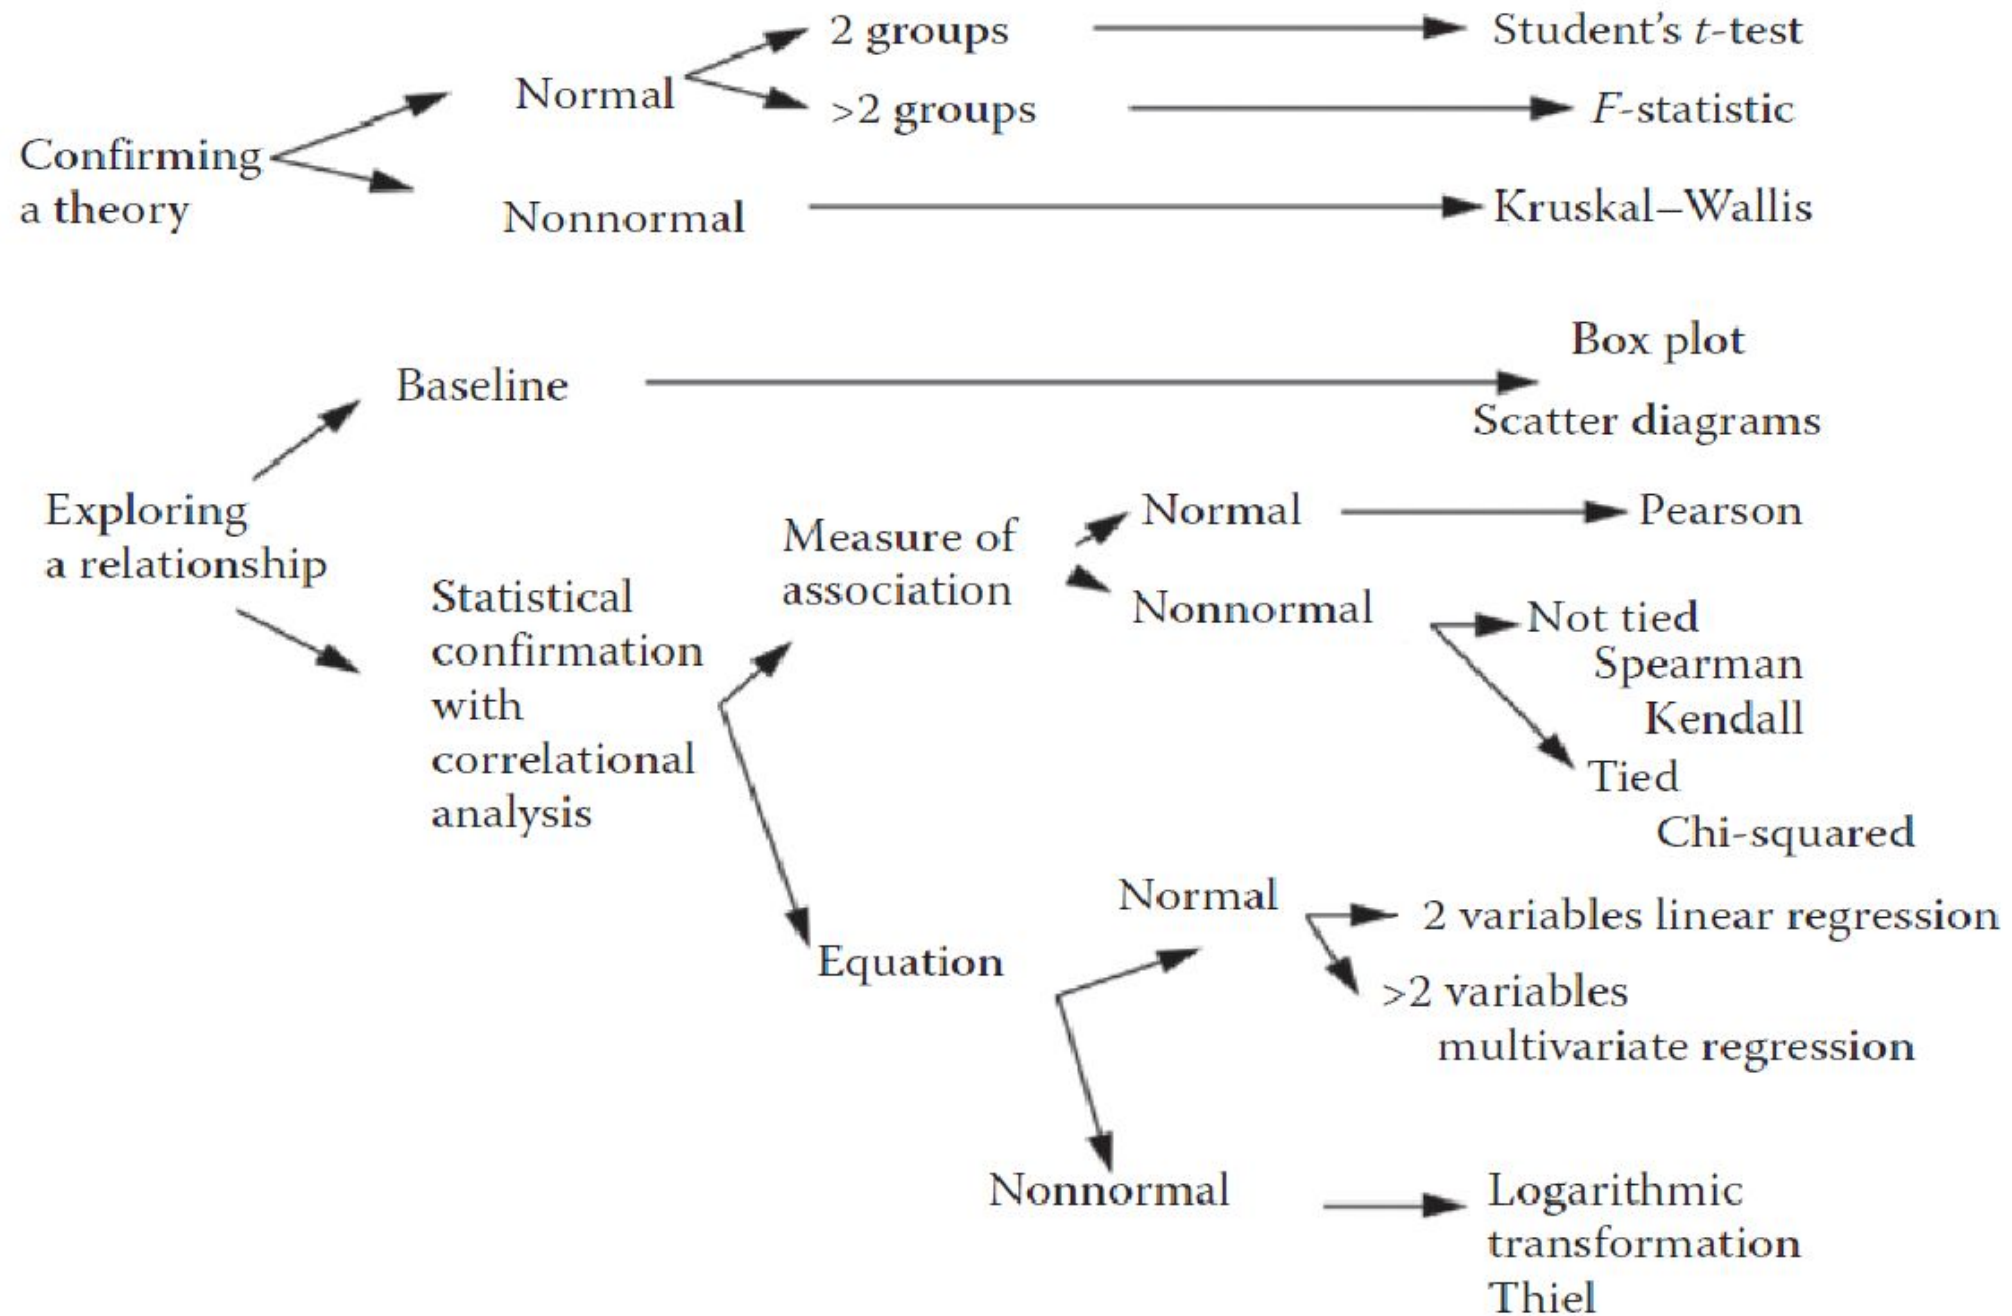 2 groups
Student's t-test
Normal
>2 groups
F-statistic
Confirming
a theory
Nonnormal
Kruskal–Wallis
Box plot
Baseline
Scatter diagrams
Exploring
a relationship
Measure of
association
Normal
Pearson
Nonnormal
Not tied
Spearman
Kendall
Tied
Chi-squared
Statistical
confirmation
with
correlational
analysis
Normal
2 variables linear regression
Equation
>2 variables
multivariate regression
Nonnormal
Logarithmic
transformation
Thiel